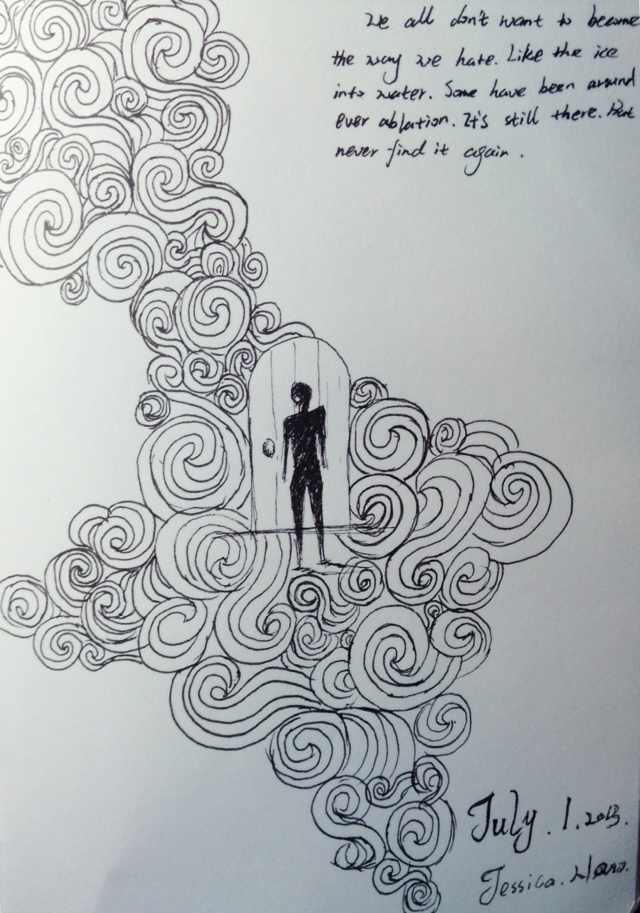 We all don't want to become
the way we hate. Like the ice
into water. Some have been around
ever ablation. It's still there. But
never find it again.
July. 1. 2013.
Jessica.